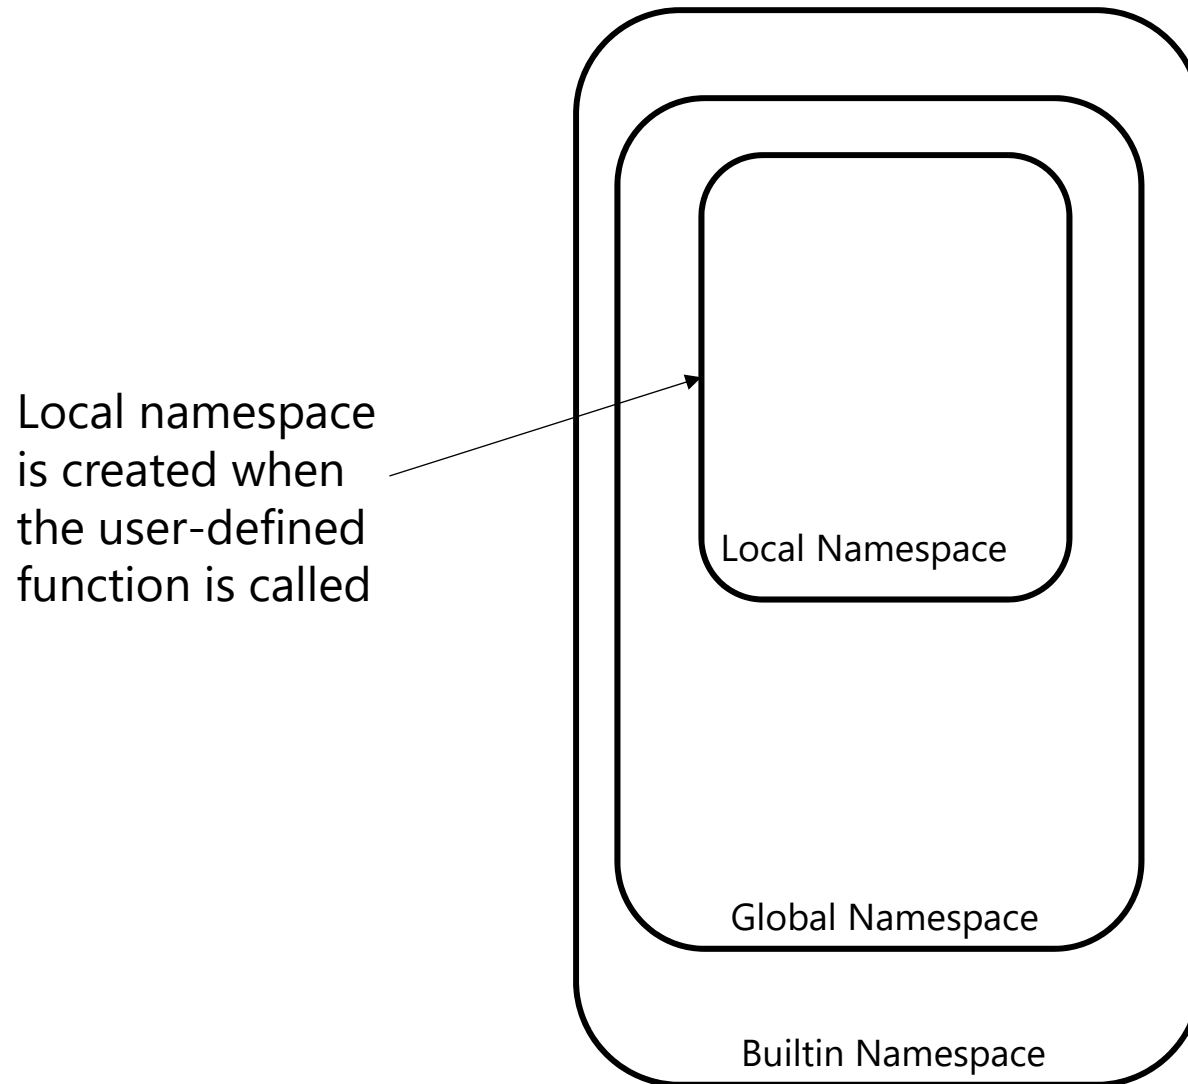 Local namespace
is created when
the user-defined
function is called
Local Namespace
Global Namespace
Builtin Namespace